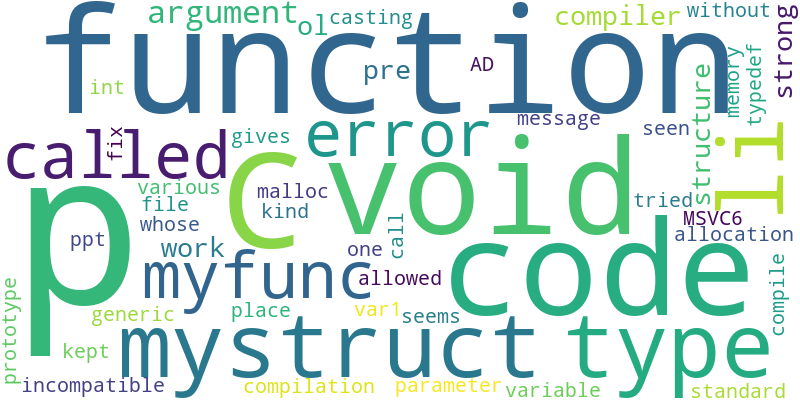 function
argument
ol
casting
compiler
without
strong
int
pre
AD
memory
typedef
called
fix
gives
error
message
seen
structure
li
p
c
void
various
malloc
file
kind
whose
ppt
work
one
call
tried
MSVC6
allocation
code
myfunc
allowed
prototype
generic
place
var1
seems
compile
kept
mystruct
type
incompatible
compilation
parameter
variable
standard